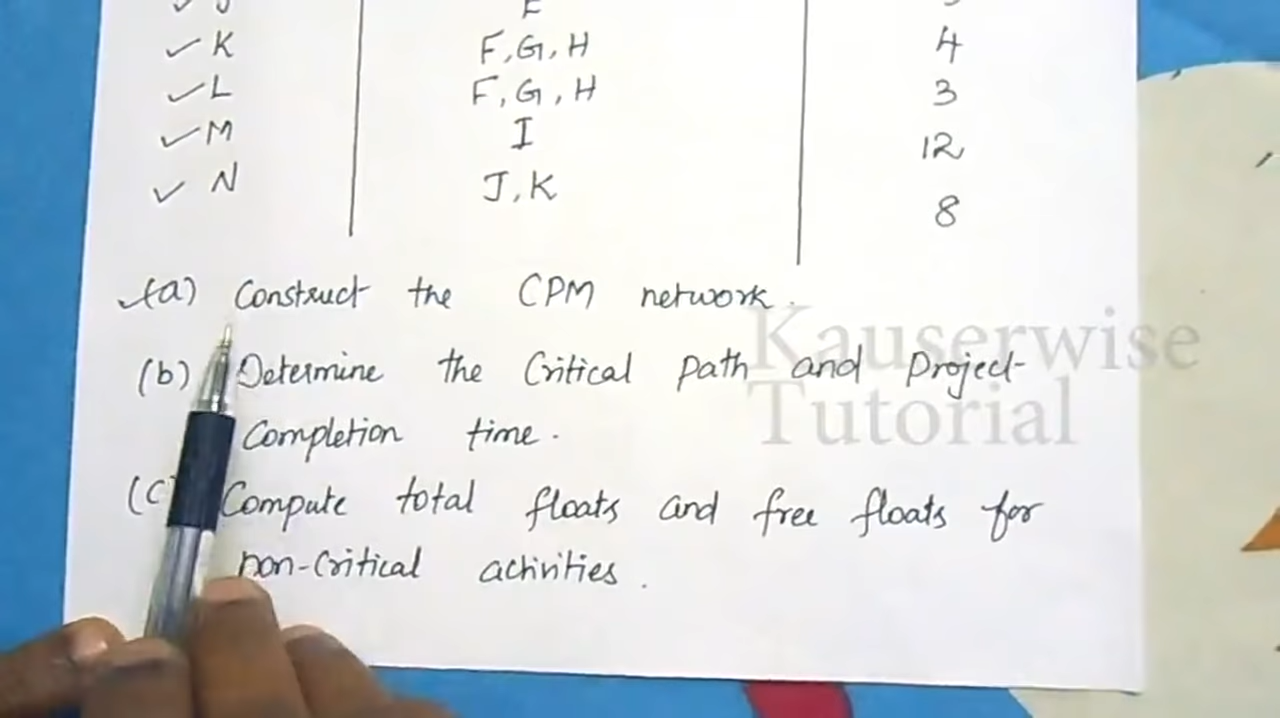 K F, G, H 4
L F, G, H 3
M I 12
N J, K 8
(a) Construct the CPM network.
(b) Determine the Critical path and project
Completion time.
(C) Compute total floats and free floats for
non-Critical activities.
Kauserwise
Tutorial